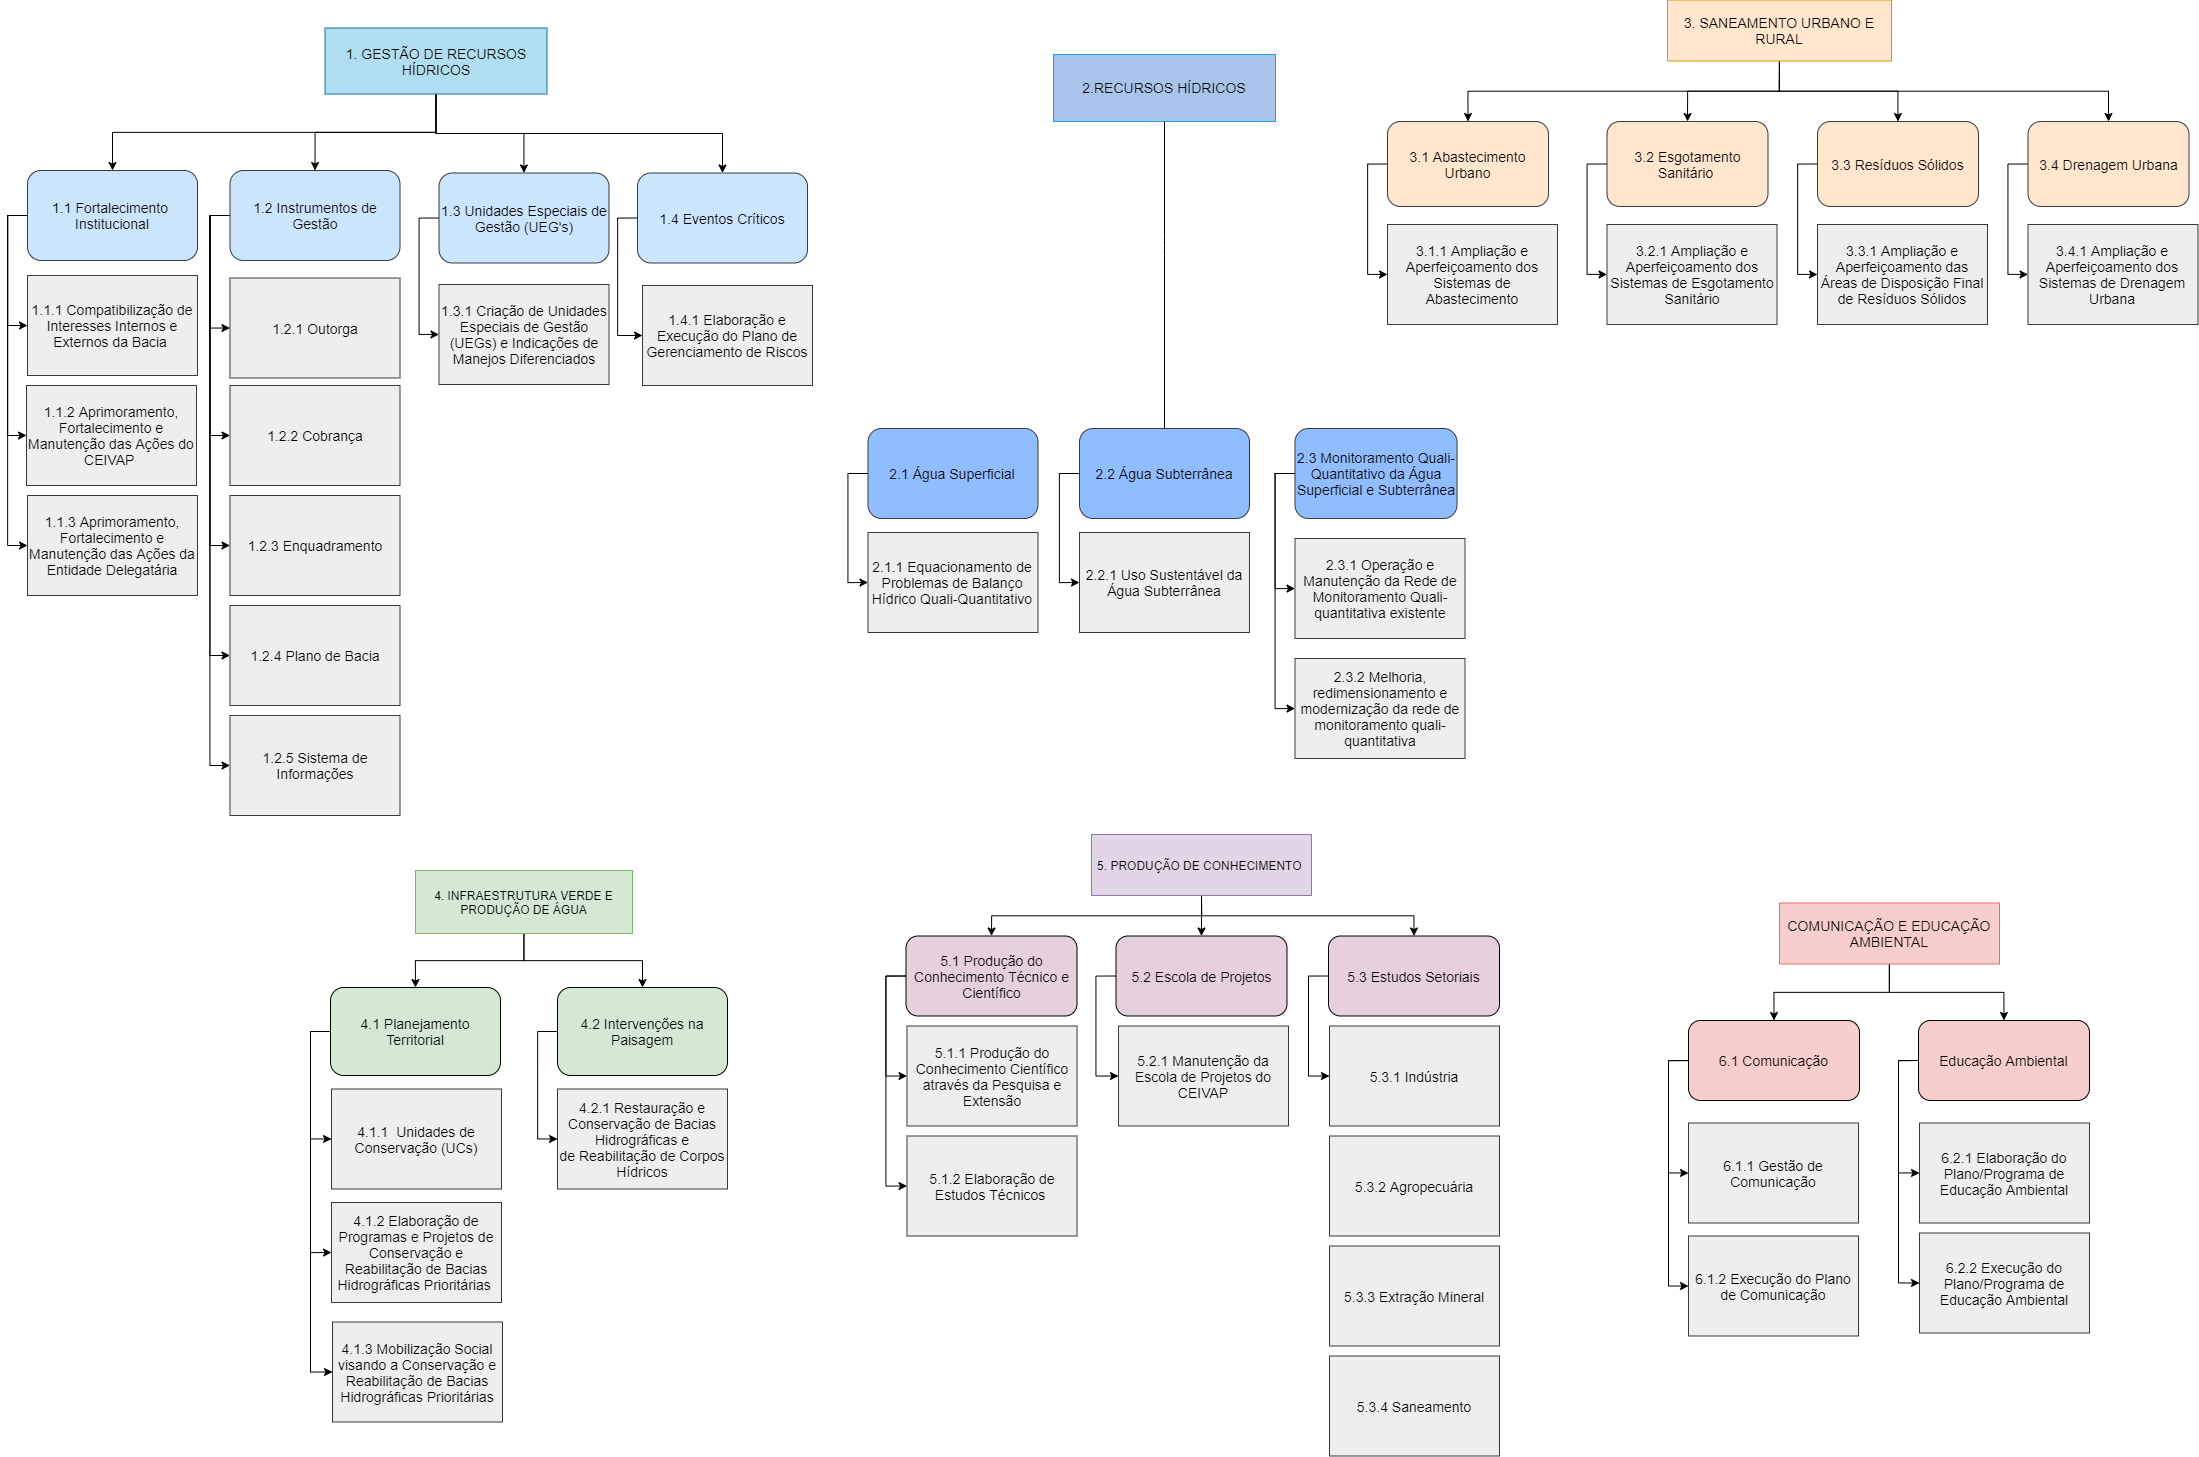 1. GESTÃO DE RECURSOS
HÍDRICOS
1.1 Fortalecimento
Institucional
1.1.1 Compatibilização de
Interesses Internos e
Externos da Bacia
1.1.2 Aprimoramento,
Fortalecimento e
Manutenção das Ações do
CEIVAP
1.1.3 Aprimoramento,
Fortalecimento e
Manutenção das Ações da
Entidade Delegatária
1.2 Instrumentos de
Gestão
1.2.1 Outorga
1.2.2 Cobrança
1.2.3 Enquadramento
1.2.4 Plano de Bacia
1.2.5 Sistema de
Informações
1.3 Unidades Especiais de
Gestão (UEG's)
1.3.1 Criação de Unidades
Especiais de Gestão
(UEGs) e Indicações de
Manejos Diferenciados
1.4 Eventos Críticos
1.4.1 Elaboração e
Execução do Plano de
Gerenciamento de Riscos
2.RECURSOS HÍDRICOS
2.1 Água Superficial
2.1.1 Equacionamento de
Problemas de Balanço
Hídrico Quali-Quantitativo
2.2 Água Subterrânea
2.2.1 Uso Sustentável da
Água Subterrânea
2.3 Monitoramento Quali-
Quantitativo da Água
Superficial e Subterrânea
2.3.1 Operação e
Manutenção da Rede de
Monitoramento Quali-
quantitativa existente
2.3.2 Melhoria,
redimensionamento e
modernização da rede de
monitoramento quali-
quantitativa
3. SANEAMENTO URBANO E
RURAL
3.1 Abastecimento
Urbano
3.1.1 Ampliação e
Aperfeiçoamento dos
Sistemas de
Abastecimento
3.2 Esgotamento
Sanitário
3.2.1 Ampliação e
Aperfeiçoamento dos
Sistemas de Esgotamento
Sanitário
3.3 Resíduos Sólidos
3.3.1 Ampliação e
Aperfeiçoamento das
Áreas de Disposição Final
de Resíduos Sólidos
3.4 Drenagem Urbana
3.4.1 Ampliação e
Aperfeiçoamento dos
Sistemas de Drenagem
Urbana
4. INFRAESTRUTURA VERDE E
PRODUÇÃO DE ÁGUA
4.1 Planejamento
Territorial
4.1.1 Unidades de
Conservação (UCs)
4.1.2 Elaboração de
Programas e Projetos de
Conservação e
Reabilitação de Bacias
Hidrográficas Prioritárias
4.1.3 Mobilização Social
visando a Conservação e
Reabilitação de Bacias
Hidrográficas Prioritárias
4.2 Intervenções na
Paisagem
4.2.1 Restauração e
Conservação de Bacias
Hidrográficas e
de Reabilitação de Corpos
Hídricos
5. PRODUÇÃO DE CONHECIMENTO
5.1 Produção do
Conhecimento Técnico e
Científico
5.1.1 Produção do
Conhecimento Científico
através da Pesquisa e
Extensão
5.1.2 Elaboração de
Estudos Técnicos
5.2 Escola de Projetos
5.2.1 Manutenção da
Escola de Projetos do
CEIVAP
5.3 Estudos Setoriais
5.3.1 Indústria
5.3.2 Agropecuária
5.3.3 Extração Mineral
5.3.4 Saneamento
COMUNICAÇÃO E EDUCAÇÃO
AMBIENTAL
6.1 Comunicação
6.1.1 Gestão de
Comunicação
6.1.2 Execução do Plano
de Comunicação
Educação Ambiental
6.2.1 Elaboração do
Plano/Programa de
Educação Ambiental
6.2.2 Execução do
Plano/Programa de
Educação Ambiental